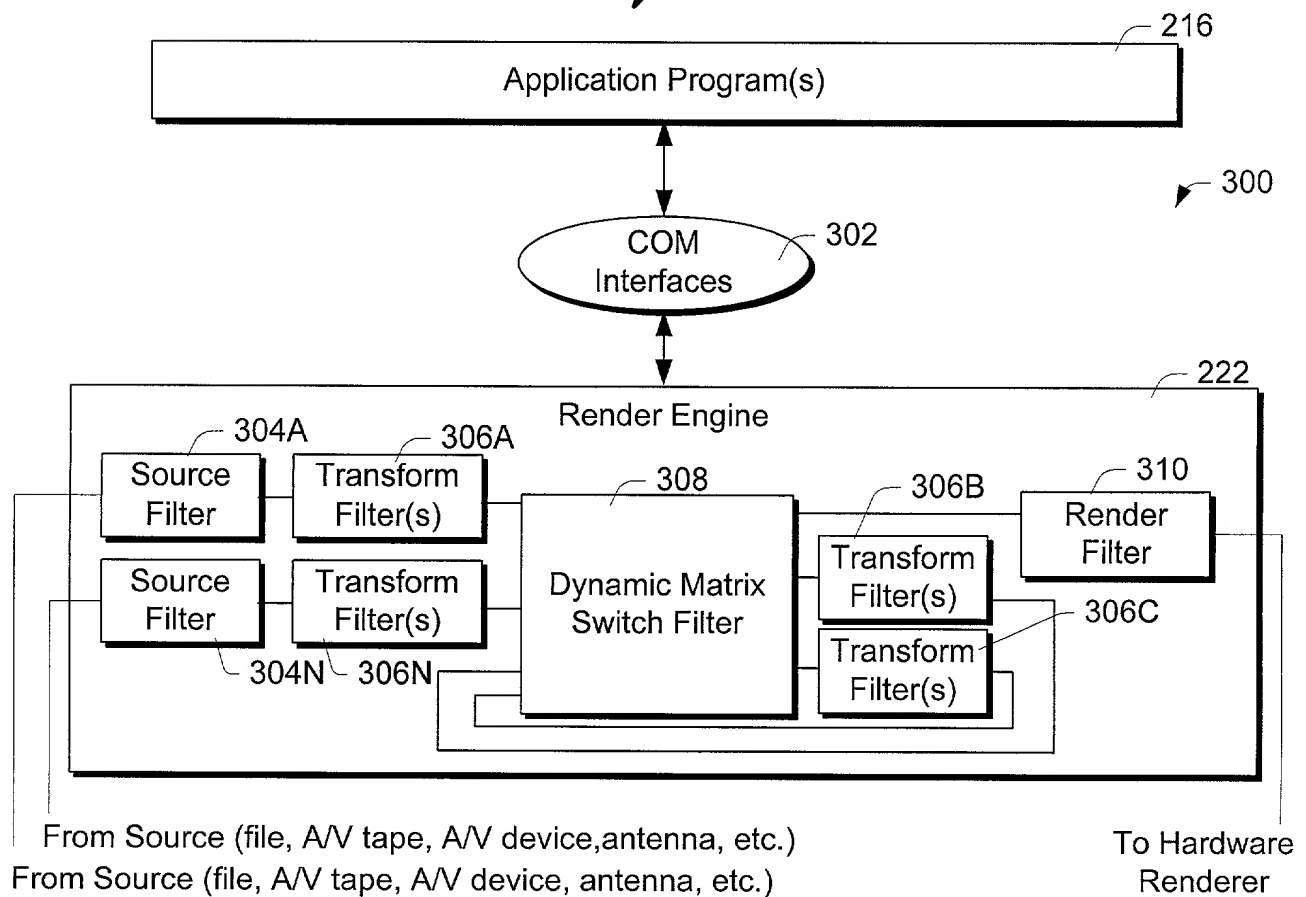 216
Application Program(s)
300
COM
Interfaces
302
222
Render Engine
304A
Source
Filter
306A
Transform
Filter(s)
308
Dynamic Matrix
Switch Filter
306B
Transform
Filter(s)
310
Render
Filter
Source
Filter
304N
Transform
Filter(s)
306N
306C
Transform
Filter(s)
From Source (file, A/V tape, A/V device,antenna, etc.)
From Source (file, A/V tape, A/V device, antenna, etc.)
To Hardware
Renderer